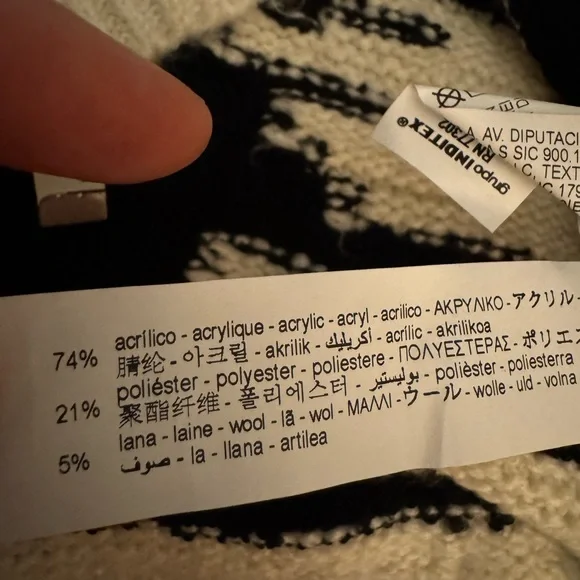 grupo INDITEX®
RN 77302
A AV. DIPUTACI
S SIC 900.1
C, TEXT
74% acrílico - acrylique - acrylic - acryl - acrilico - ΑΚΡΥΛΙΚΟ - アクリル -
腈纶 - 아크릴 - akrilik - أكريليك - acrílic - akrilikoa
21% poliéster - polyester - poliestere - ΠΟΛΥΕΣΤΕΡΑΣ - ポリエス
聚酯纤维 - 폴리에스터 - بوليستير - polièster - poliesterra
5% lana - laine - wool - lã - wol - ΜΑΛΛΙ - ウール - wolle - uld - volna
صوف - la - llana - artilea